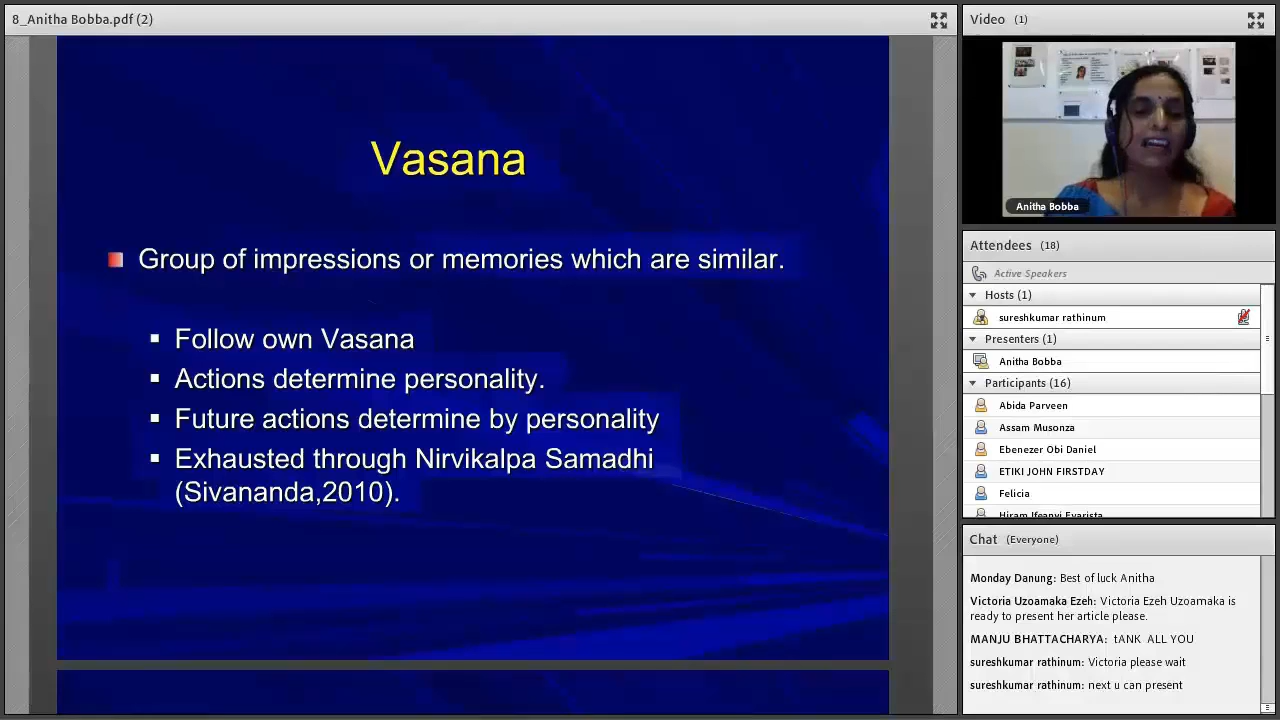 8_Anitha Bobba.pdf (2)
Vasana
Group of impressions or memories which are similar.
Follow own Vasana
Actions determine personality.
Future actions determine by personality
Exhausted through Nirvikalpa Samadhi
(Sivananda,2010).
Video (1)
Anitha Bobba
Attendees (18)
Active Speakers
Hosts (1)
sureshkumar rathinum
Presenters (1)
Anitha Bobba
Participants (16)
Abida Parveen
Assam Musonza
Ebenezer Obi Daniel
ETIKI JOHN FIRSTDAY
Felicia
Hiram Ifeanyi Evarista
Chat (Everyone)
Monday Danung: Best of luck Anitha
Victoria Uzoamaka Ezeh: Victoria Ezeh Uzoamaka is
ready to present her article please.
MANJU BHATTACHARYA: tANK ALL YOU
sureshkumar rathinum: Victoria please wait
sureshkumar rathinum: next u can present